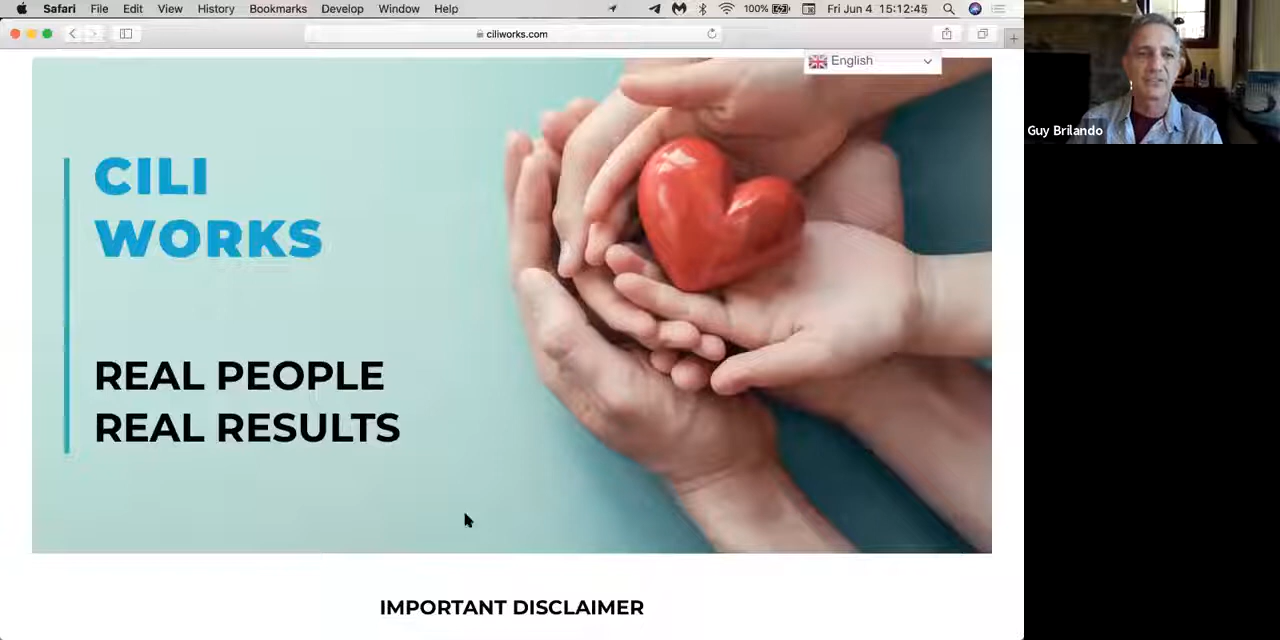 Safari File Edit View History Bookmarks Develop Window Help 100% Fri Jun 4 15:12:45
ciliworks.com
English
Guy Brilando
CILI
WORKS
REAL PEOPLE
REAL RESULTS
IMPORTANT DISCLAIMER